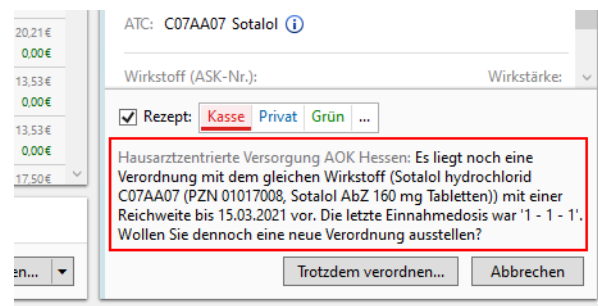 20,21€
0,00€
13,53€
0,00€
13,53€
0,00€
17,50€
en...
ATC: C07AA07 Sotalol
Wirkstoff (ASK-Nr.): Wirkstärke:
Rezept: Kasse Privat Grün ...
Hausarztzentrierte Versorgung AOK Hessen: Es liegt noch eine
Verordnung mit dem gleichen Wirkstoff (Sotalol hydrochlorid
C07AA07 (PZN 01017008, Sotalol AbZ 160 mg Tabletten)) mit einer
Reichweite bis 15.03.2021 vor. Die letzte Einnahmedosis war '1 - 1 - 1'.
Wollen Sie dennoch eine neue Verordnung ausstellen?
Trotzdem verordnen... Abbrechen